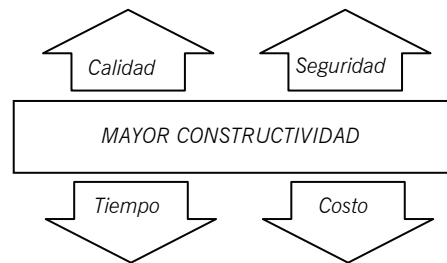 Calidad
Seguridad
MAYOR CONSTRUCTIVIDAD
Tiempo
Costo